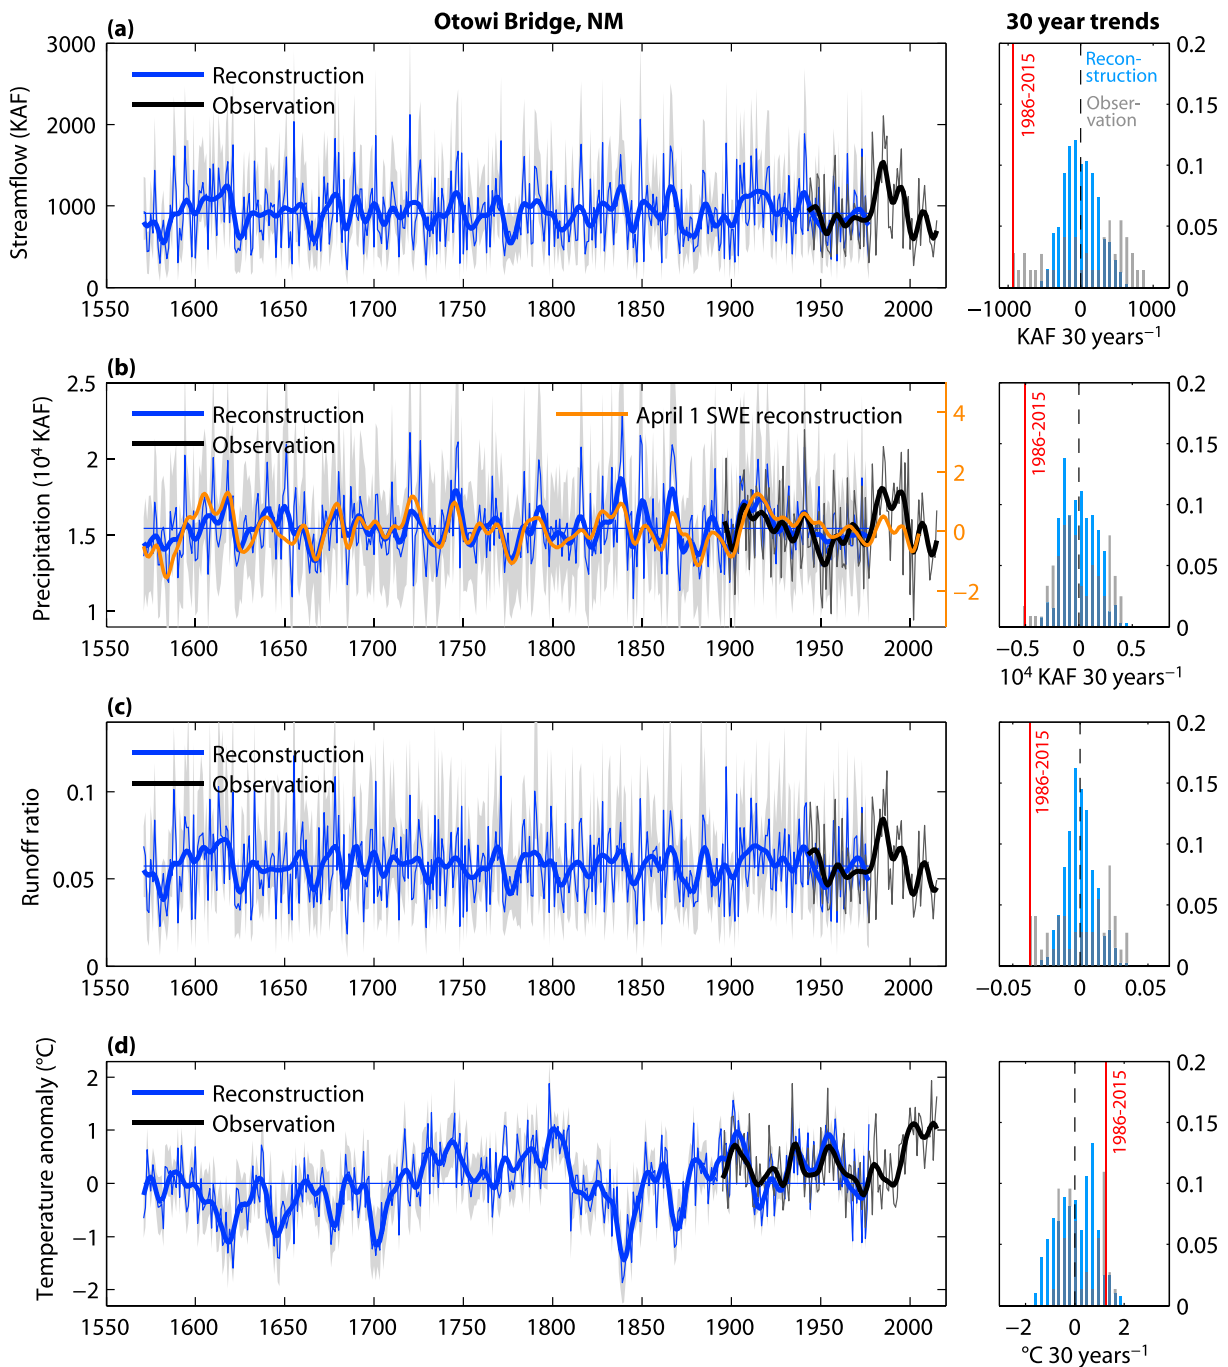 (a) Otowi Bridge, NM 30 year trends
Streamflow (KAF)
3000
2000
1000
0
Reconstruction
Observation
1550 1600 1650 1700 1750 1800 1850 1900 1950 2000
1986-2015
Recon-
struction
Obser-
vation
0.2
0.15
0.1
0.05
0
−1000 0 1000
KAF 30 years⁻¹
(b)
Precipitation (10⁴ KAF)
2.5
2
1.5
1
Reconstruction
Observation
April 1 SWE reconstruction
4
2
0
−2
1550 1600 1650 1700 1750 1800 1850 1900 1950 2000
1986-2015
0.2
0.15
0.1
0.05
0
−0.5 0 0.5
10⁴ KAF 30 years⁻¹
(c)
Runoff ratio
0.1
0.05
0
Reconstruction
Observation
1550 1600 1650 1700 1750 1800 1850 1900 1950 2000
1986-2015
0.2
0.15
0.1
0.05
0
−0.05 0 0.05
(d)
Temperature anomaly (°C)
2
1
0
−1
−2
Reconstruction
Observation
1550 1600 1650 1700 1750 1800 1850 1900 1950 2000
1986-2015
0.2
0.15
0.1
0.05
0
−2 0 2
°C 30 years⁻¹